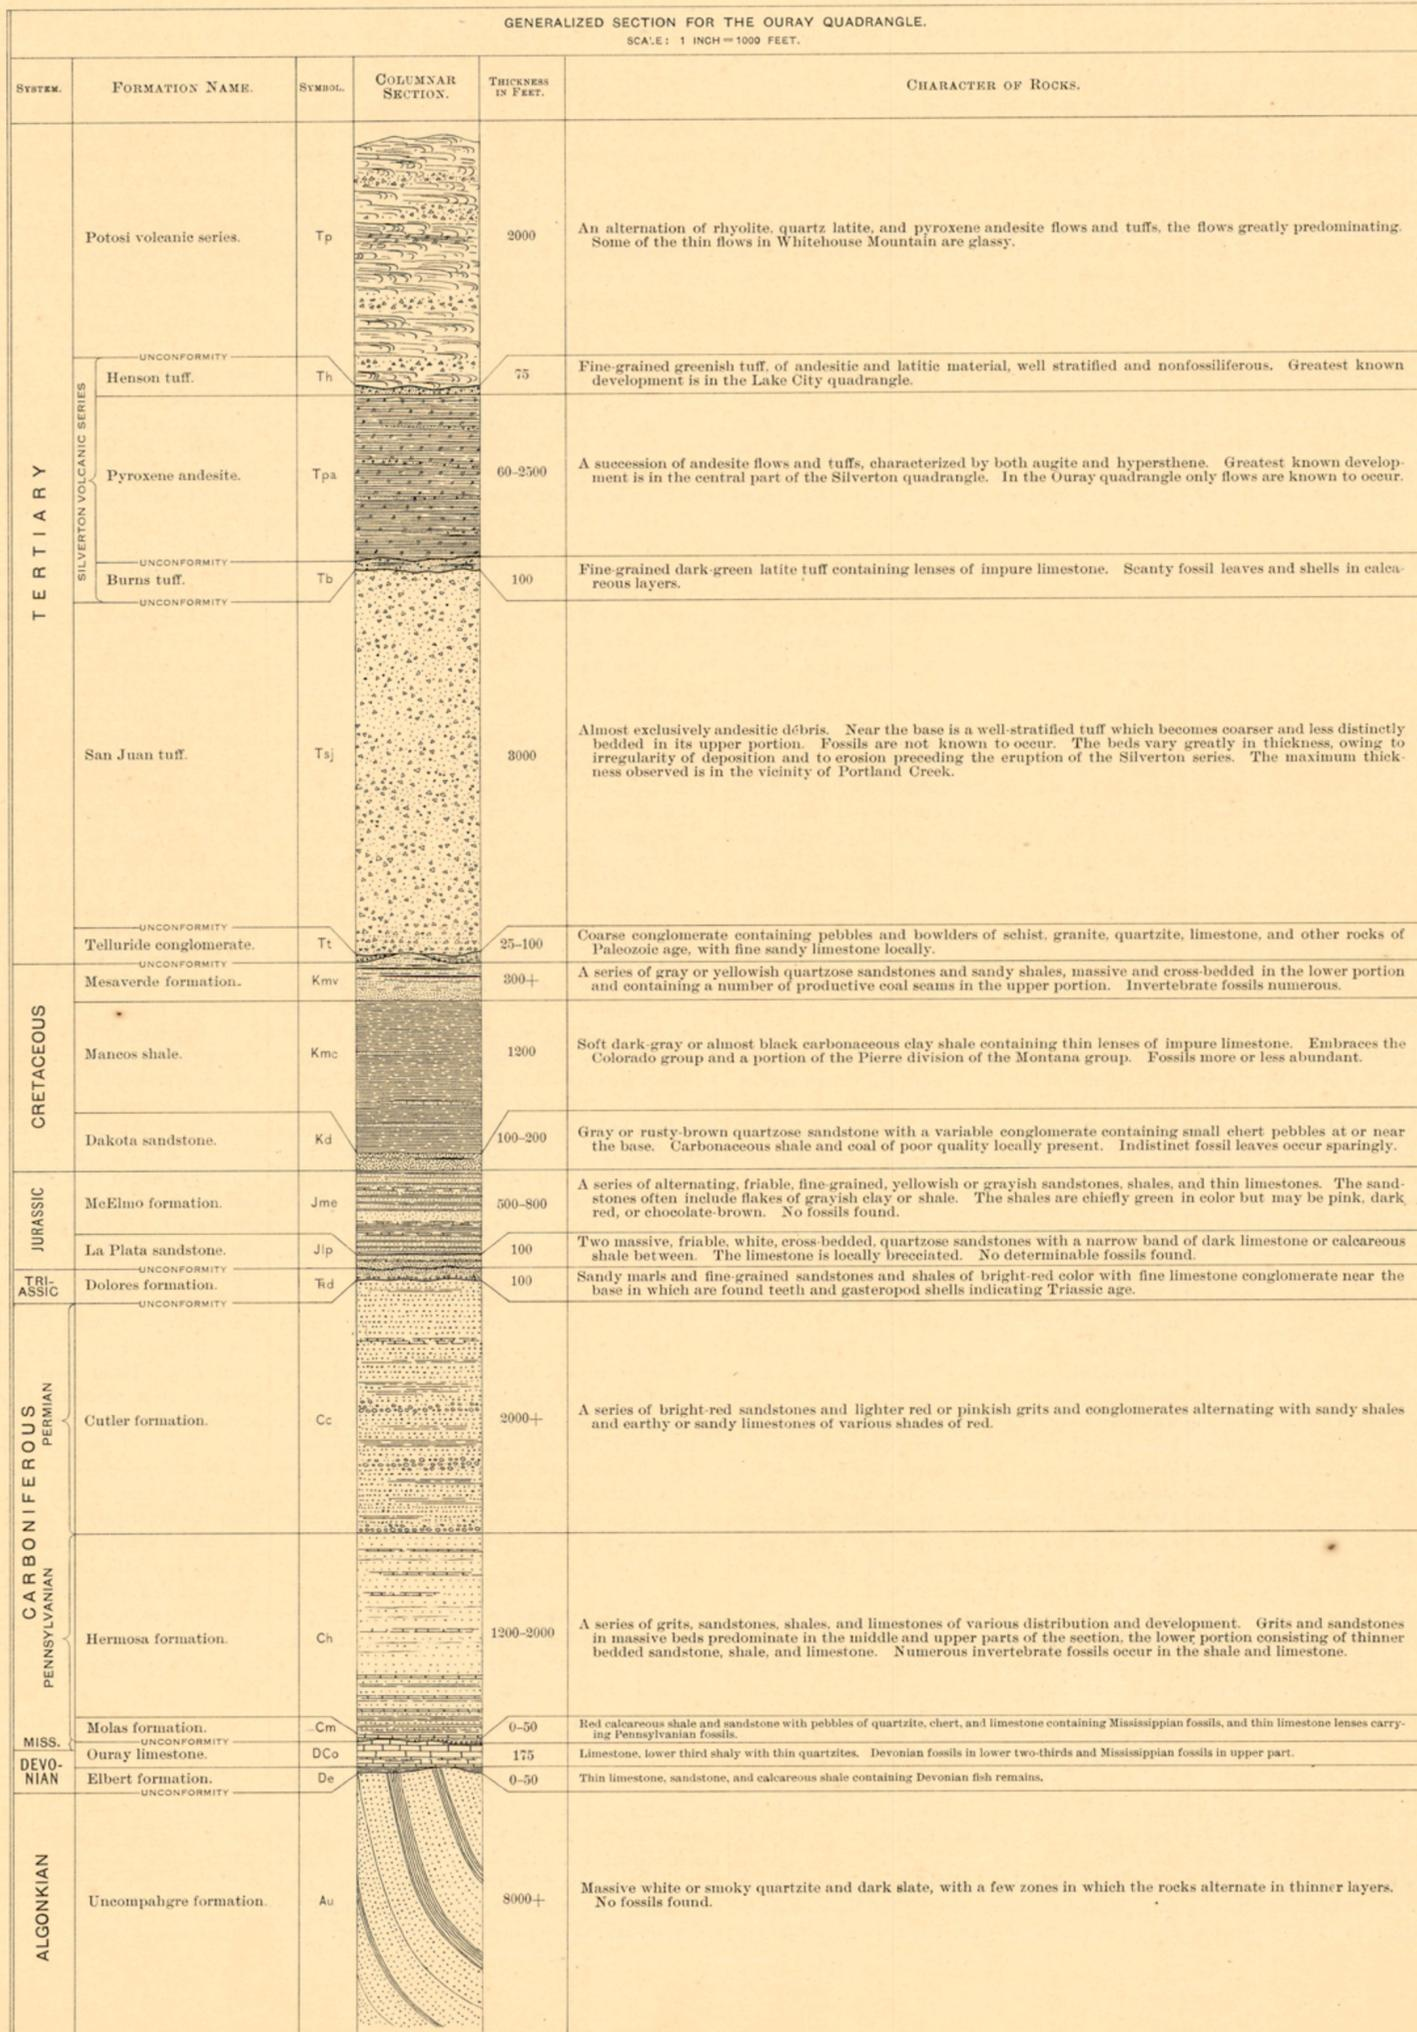 GENERALIZED SECTION FOR THE OURAY QUADRANGLE.
SCALE: 1 INCH = 1000 FEET.
SYSTEM.
FORMATION NAME.
SYMBOL.
COLUMNAR
SECTION.
THICKNESS
IN FEET.
CHARACTER OF ROCKS.
TERTIARY
Potosi volcanic series.
Tp
2000
An alternation of rhyolite, quartz latite, and pyroxene andesite flows and tuffs, the flows greatly predominating.
Some of the thin flows in Whitehouse Mountain are glassy.
UNCONFORMITY
SILVERTON VOLCANIC SERIES
Henson tuff.
Th
75
Fine-grained greenish tuff, of andesitic and latitic material, well stratified and nonfossiliferous. Greatest known
development is in the Lake City quadrangle.
Pyroxene andesite.
Tpa
60-2500
A succession of andesite flows and tuffs, characterized by both augite and hypersthene. Greatest known develop-
ment is in the central part of the Silverton quadrangle. In the Ouray quadrangle only flows are known to occur.
UNCONFORMITY
Burns tuff.
Tb
100
Fine-grained dark-green latite tuff containing lenses of impure limestone. Scanty fossil leaves and shells in calca-
reous layers.
UNCONFORMITY
San Juan tuff.
Tsj
3000
Almost exclusively andesitic débris. Near the base is a well-stratified tuff which becomes coarser and less distinctly
bedded in its upper portion. Fossils are not known to occur. The beds vary greatly in thickness, owing to
irregularity of deposition and to erosion preceding the eruption of the Silverton series. The maximum thick-
ness observed is in the vicinity of Portland Creek.
UNCONFORMITY
Telluride conglomerate.
Tt
25-100
Coarse conglomerate containing pebbles and bowlders of schist, granite, quartzite, limestone, and other rocks of
Paleozoic age, with fine sandy limestone locally.
UNCONFORMITY
CRETACEOUS
Mesaverde formation.
Kmv
300+
A series of gray or yellowish quartzose sandstones and sandy shales, massive and cross-bedded in the lower portion
and containing a number of productive coal seams in the upper portion. Invertebrate fossils numerous.
Mancos shale.
Kmc
1200
Soft dark-gray or almost black carbonaceous clay shale containing thin lenses of impure limestone. Embraces the
Colorado group and a portion of the Pierre division of the Montana group. Fossils more or less abundant.
Dakota sandstone.
Kd
100-200
Gray or rusty-brown quartzose sandstone with a variable conglomerate containing small chert pebbles at or near
the base. Carbonaceous shale and coal of poor quality locally present. Indistinct fossil leaves occur sparingly.
JURASSIC
McElmo formation.
Jme
500-800
A series of alternating, friable, fine-grained, yellowish or grayish sandstones, shales, and thin limestones. The sand-
stones often include flakes of grayish clay or shale. The shales are chiefly green in color but may be pink, dark
red, or chocolate-brown. No fossils found.
La Plata sandstone.
Jlp
100
Two massive, friable, white, cross-bedded, quartzose sandstones with a narrow band of dark limestone or calcareous
shale between. The limestone is locally brecciated. No determinable fossils found.
UNCONFORMITY
TRI-
ASSIC
Dolores formation.
Ꞧd
100
Sandy marls and fine-grained sandstones and shales of bright-red color with fine limestone conglomerate near the
base in which are found teeth and gasteropod shells indicating Triassic age.
UNCONFORMITY
CARBONIFEROUS
PERMIAN
Cutler formation.
Cc
2000+
A series of bright-red sandstones and lighter red or pinkish grits and conglomerates alternating with sandy shales
and earthy or sandy limestones of various shades of red.
PENNSYLVANIAN
Hermosa formation.
Ch
1200-2000
A series of grits, sandstones, shales, and limestones of various distribution and development. Grits and sandstones
in massive beds predominate in the middle and upper parts of the section, the lower portion consisting of thinner
bedded sandstone, shale, and limestone. Numerous invertebrate fossils occur in the shale and limestone.
Molas formation.
Cm
0-50
Red calcareous shale and sandstone with pebbles of quartzite, chert, and limestone containing Mississippian fossils, and thin limestone lenses carry-
ing Pennsylvanian fossils.
UNCONFORMITY
MISS.
DEVO-
NIAN
Ouray limestone.
DCo
175
Limestone, lower third shaly with thin quartzites. Devonian fossils in lower two-thirds and Mississippian fossils in upper part.
Elbert formation.
De
0-50
Thin limestone, sandstone, and calcareous shale containing Devonian fish remains.
UNCONFORMITY
ALGONKIAN
Uncompahgre formation.
Au
8000+
Massive white or smoky quartzite and dark slate, with a few zones in which the rocks alternate in thinner layers.
No fossils found.